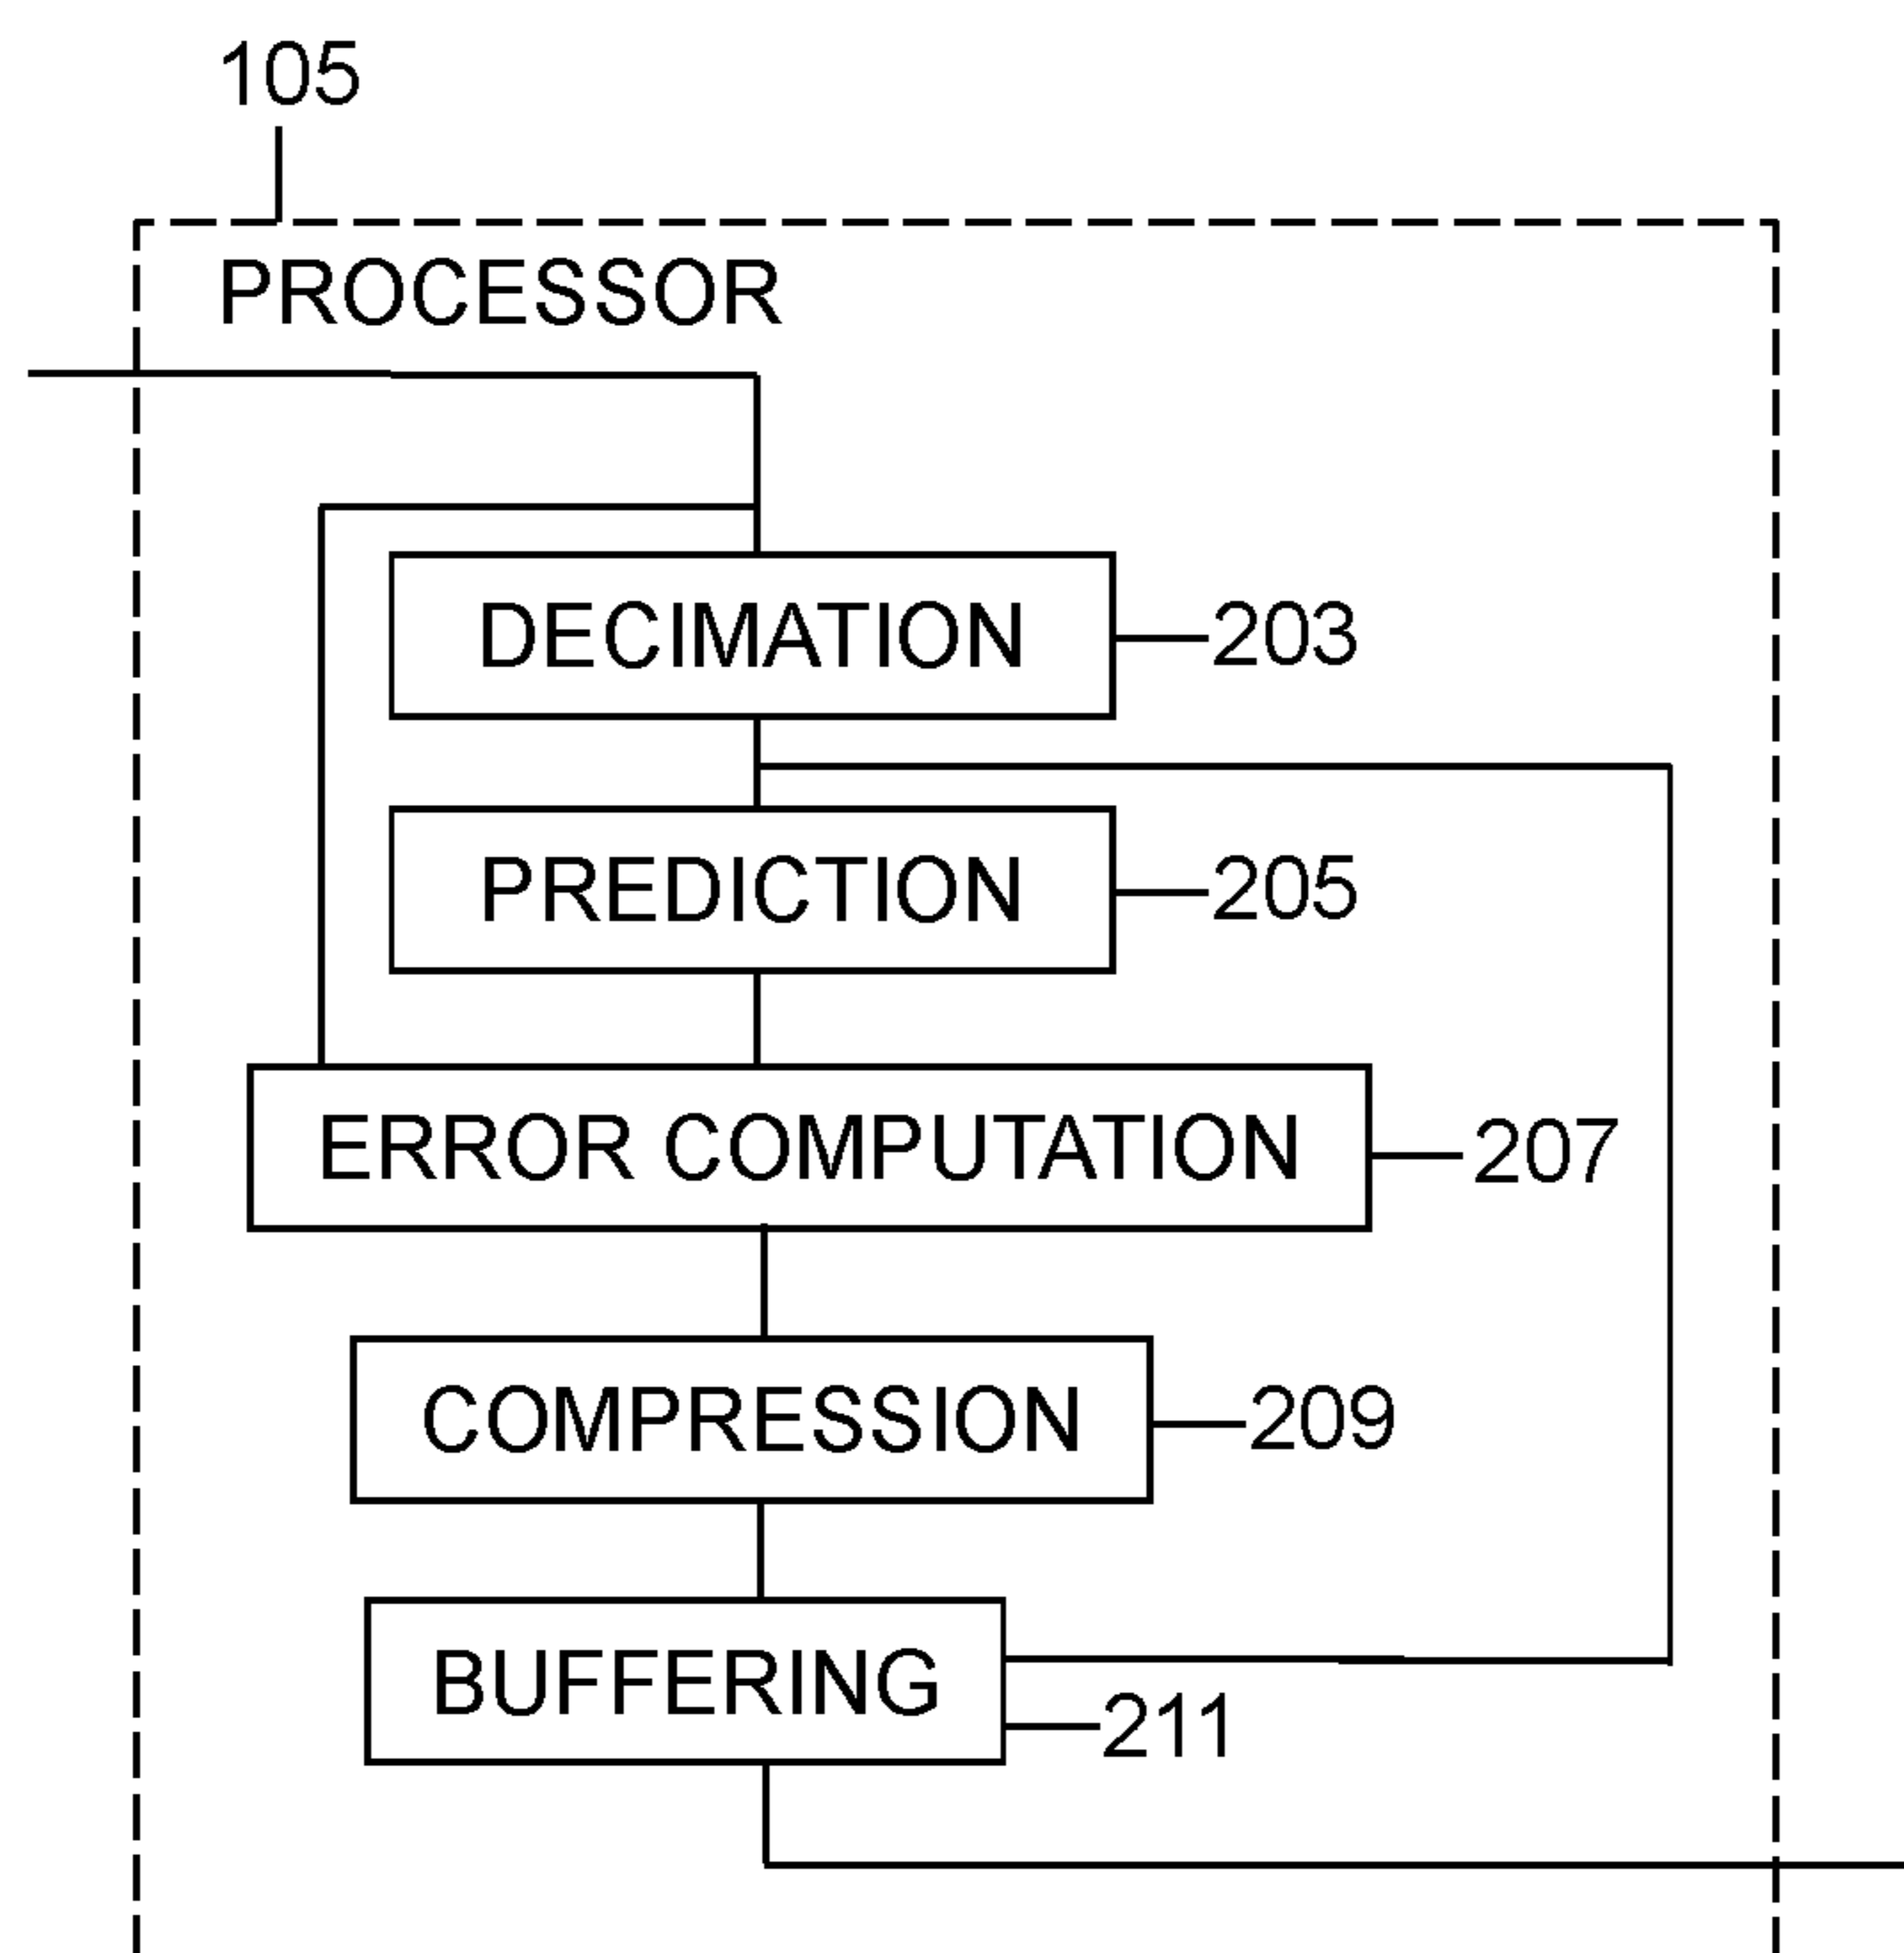 105
PROCESSOR
DECIMATION
203
PREDICTION
205
ERROR COMPUTATION
207
COMPRESSION
209
BUFFERING
211